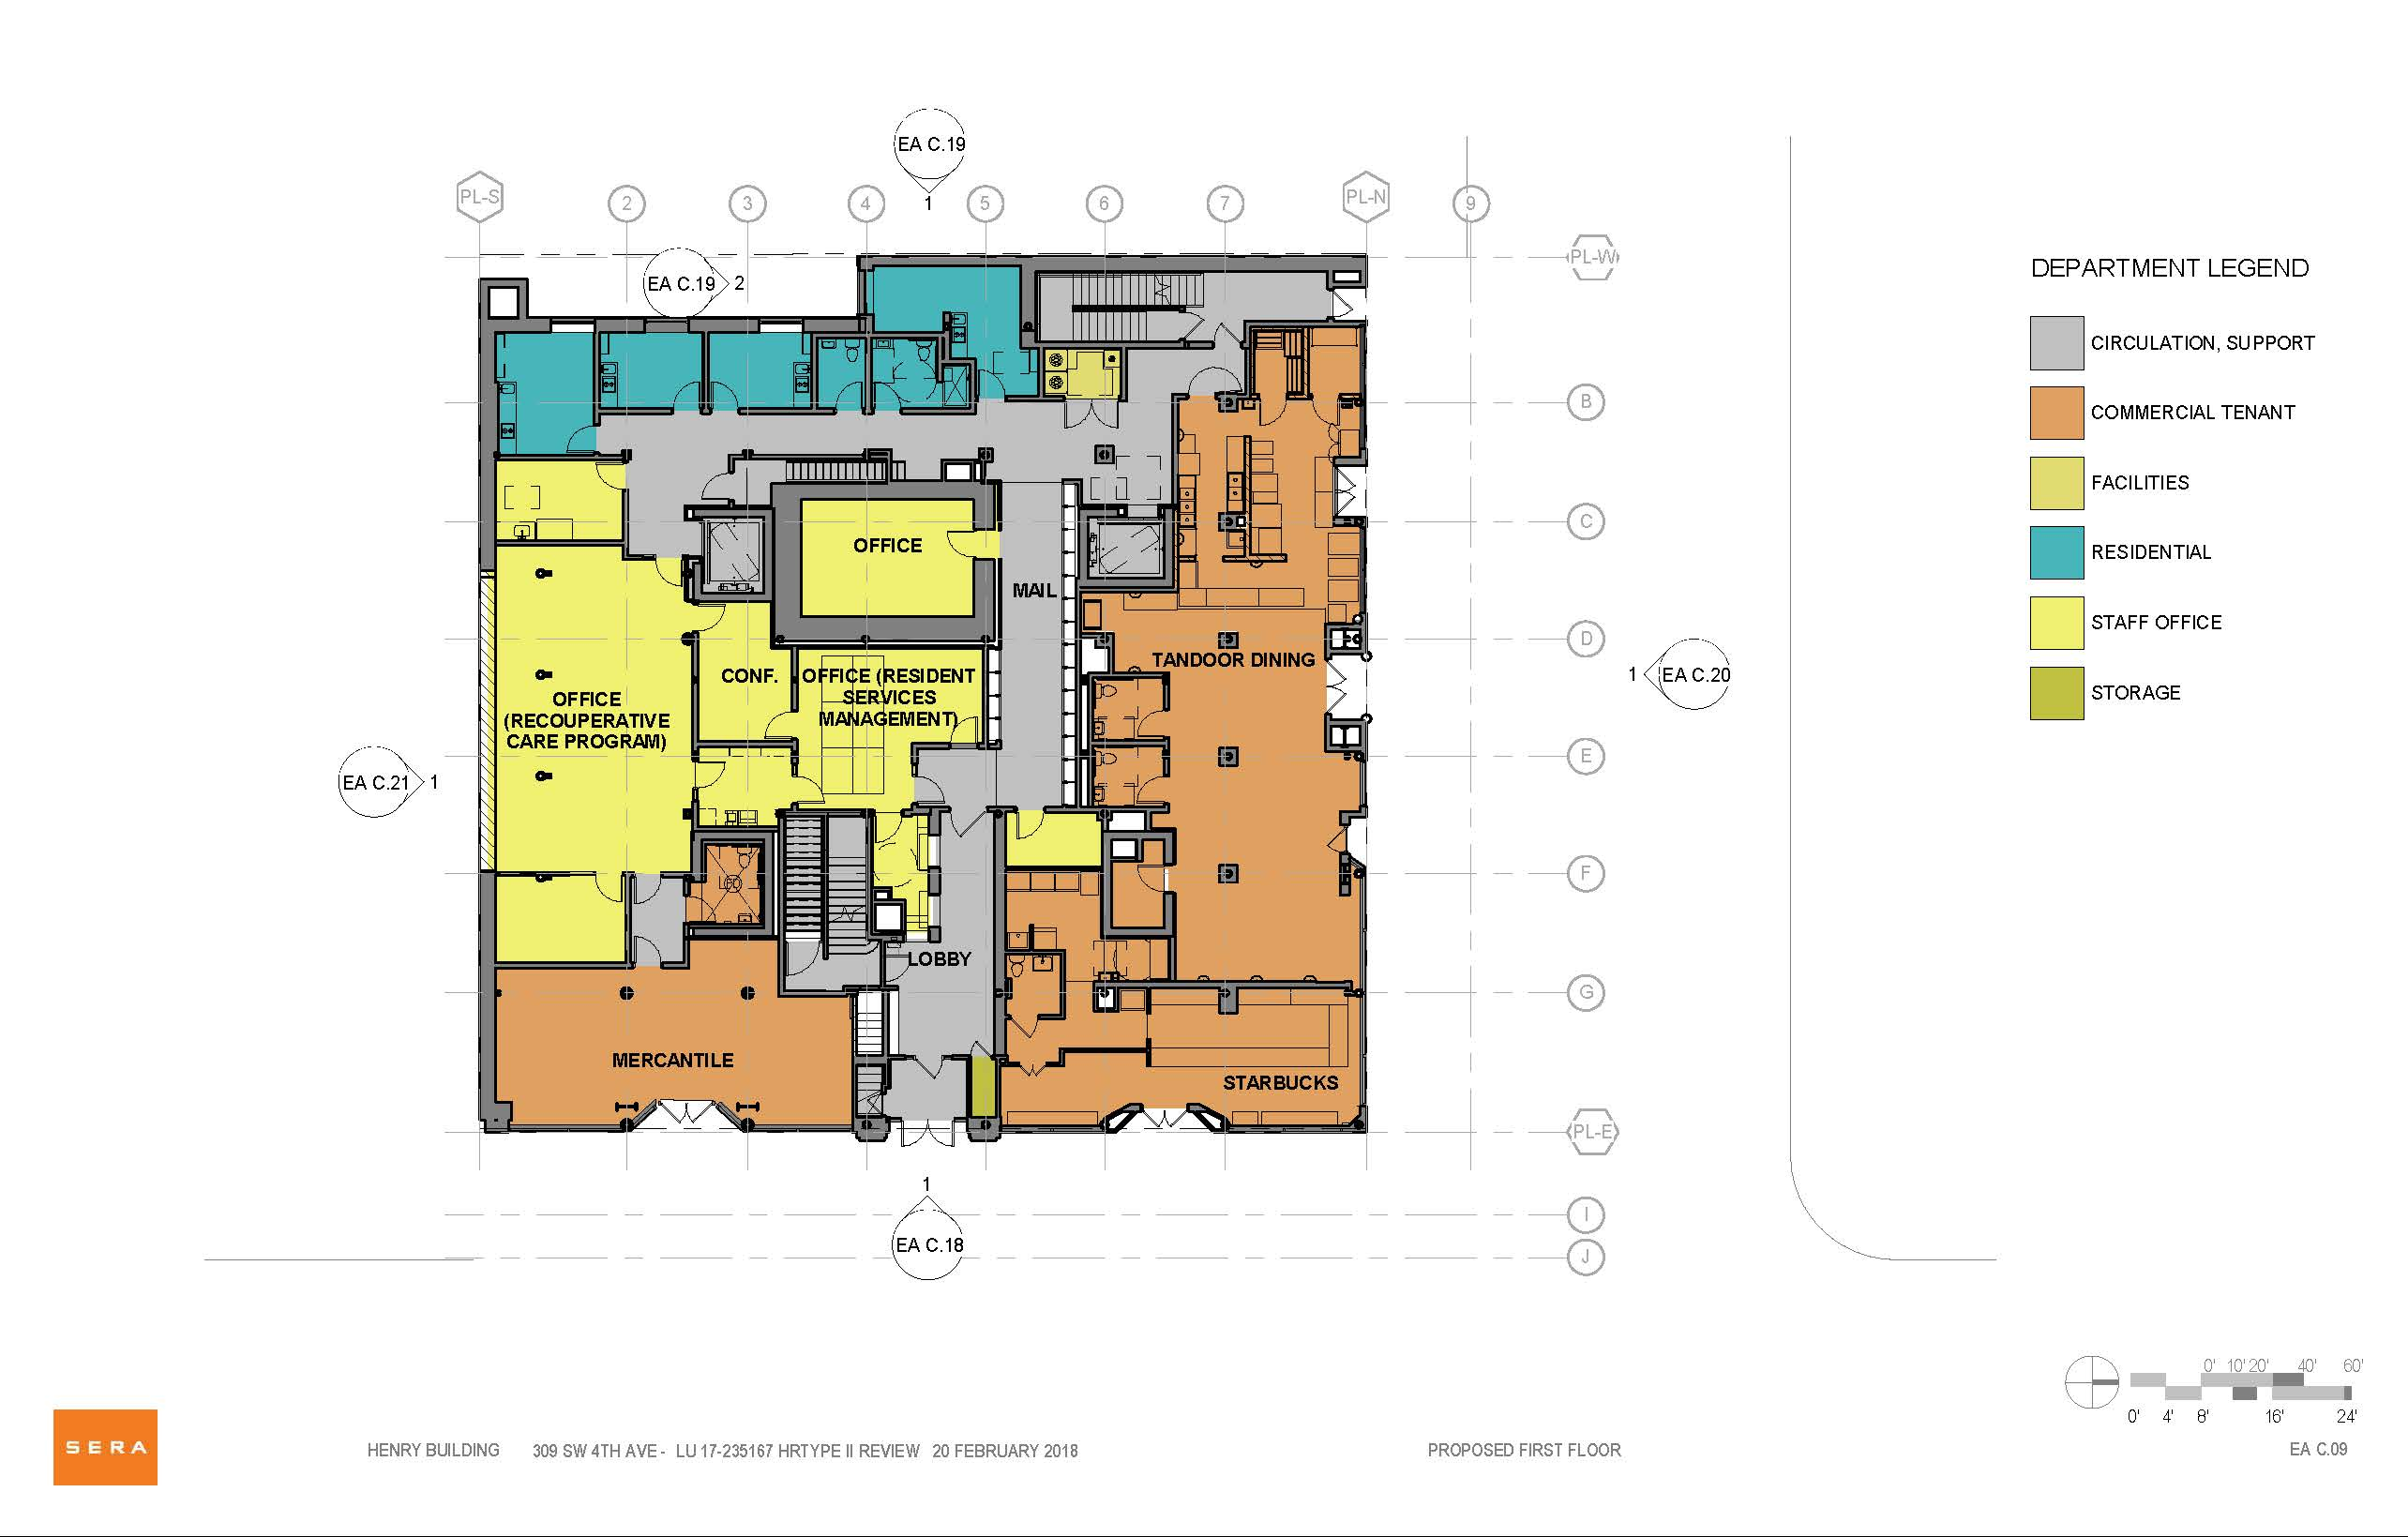 EA C.19
PL-S
2
3
4
1
5
6
7
PL-N
9
PL-W
EA C.19
2
DEPARTMENT LEGEND
CIRCULATION, SUPPORT
COMMERCIAL TENANT
FACILITIES
RESIDENTIAL
STAFF OFFICE
STORAGE
B
C
D
E
F
G
PL-E
I
J
OFFICE
MAIL
TANDOOR DINING
CONF.
OFFICE (RESIDENT
SERVICES
MANAGEMENT)
OFFICE
(RECOUPERATIVE
CARE PROGRAM)
1
EA C.20
EA C.21
1
LOBBY
MERCANTILE
STARBUCKS
1
EA C.18
0' 10' 20' 40' 60'
0' 4' 8' 16' 24'
SERA
HENRY BUILDING 309 SW 4TH AVE - LU 17-235167 HRTYPE II REVIEW 20 FEBRUARY 2018
PROPOSED FIRST FLOOR
EA C.09